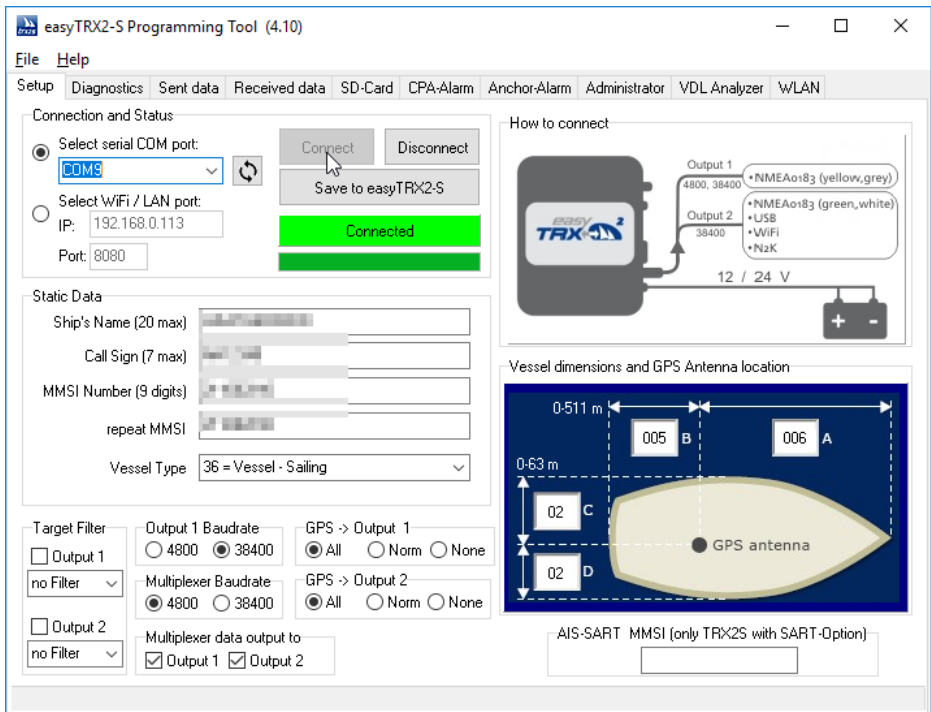 easyTRX2-S Programming Tool (4.10)
File Help
Setup Diagnostics Sent data Received data SD-Card CPA-Alarm Anchor-Alarm Administrator VDL Analyzer WLAN
Connection and Status
Select serial COM port:
COM9
Connect Disconnect
Save to easyTRX2-S
Select WiFi / LAN port:
IP: 192.168.0.113
Port: 8080
Connected
How to connect
easy
TRX 2
Output 1
4800, 38400
•NMEA0183 (yellow,grey)
Output 2
38400
•NMEA0183 (green,white)
•USB
•WiFi
•N2K
12 / 24 V
+ -
Static Data
Ship's Name (20 max)
Call Sign (7 max)
MMSI Number (9 digits)
repeat MMSI
Vessel Type 36 = Vessel - Sailing
Vessel dimensions and GPS Antenna location
0-511 m
005 B 006 A
0-63 m
02 C
GPS antenna
02 D
Target Filter
Output 1
no Filter
Output 2
no Filter
Output 1 Baudrate
4800 38400
GPS -> Output 1
All Norm None
Multiplexer Baudrate
4800 38400
GPS -> Output 2
All Norm None
Multiplexer data output to
Output 1 Output 2
AIS-SART MMSI (only TRX2S with SART-Option)